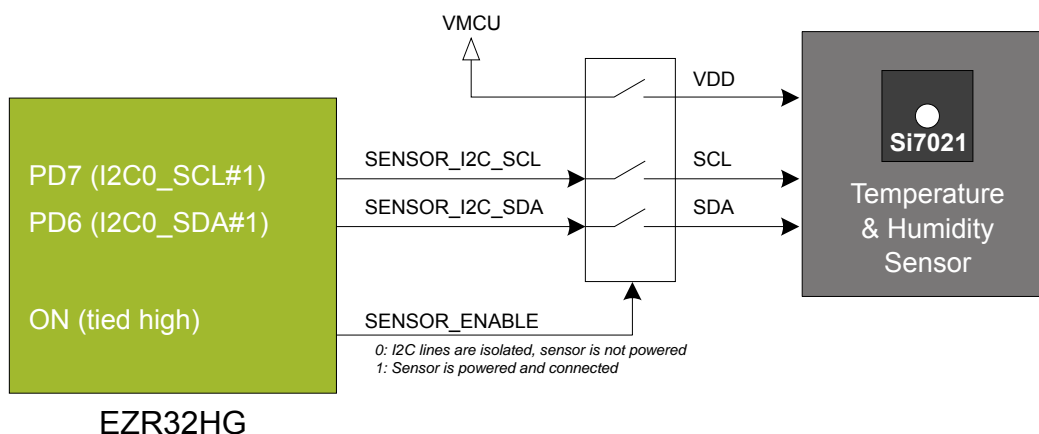 VMCU
VDD
Si7021
PD7 (I2C0_SCL#1)
SENSOR_I2C_SCL
SCL
PD6 (I2C0_SDA#1)
SENSOR_I2C_SDA
SDA
Temperature
& Humidity
Sensor
ON (tied high)
SENSOR_ENABLE
0: I2C lines are isolated, sensor is not powered
1: Sensor is powered and connected
EZR32HG